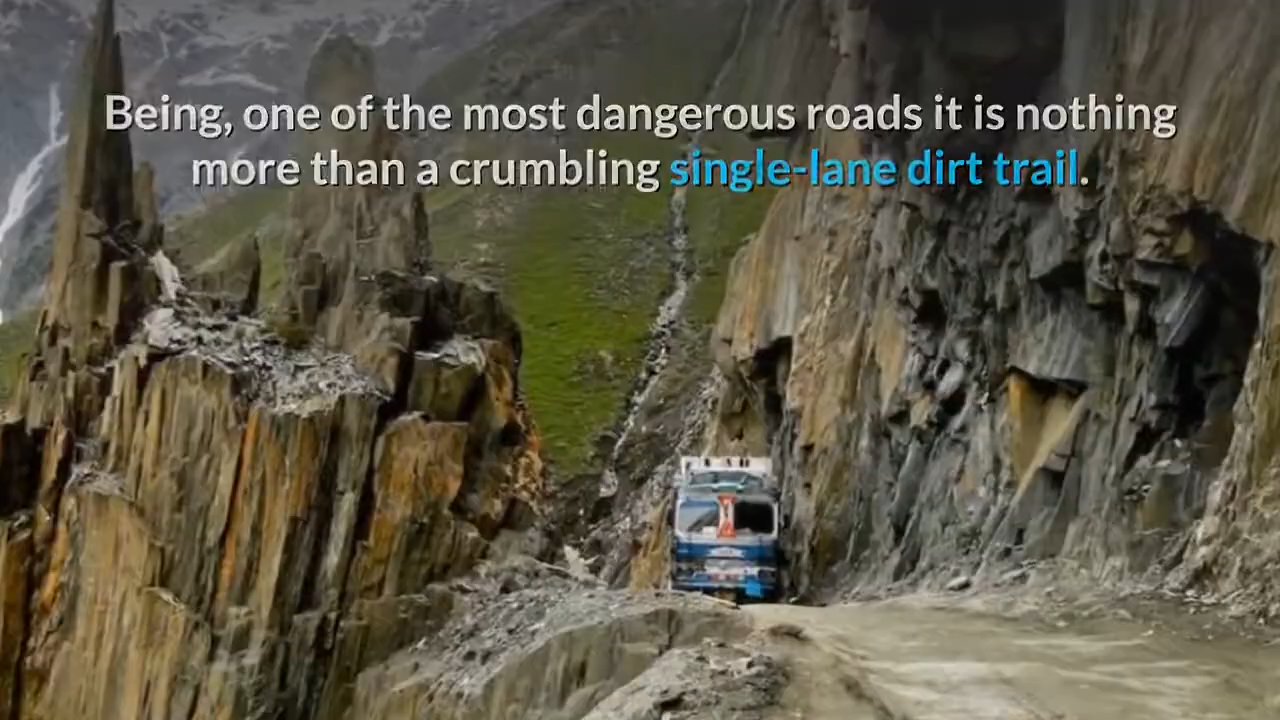 Being, one of the most dangerous roads it is nothing
more than a crumbling single-lane dirt trail.